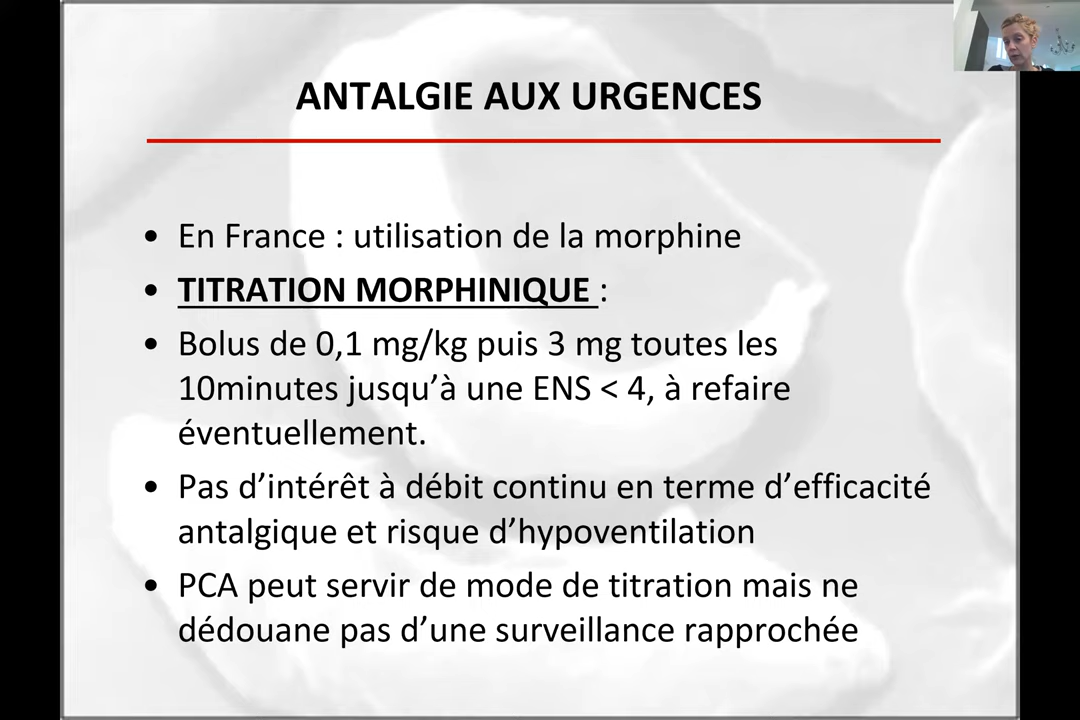 ANTALGIE AUX URGENCES
• En France : utilisation de la morphine
• TITRATION MORPHINIQUE :
• Bolus de 0,1 mg/kg puis 3 mg toutes les
10minutes jusqu’à une ENS < 4, à refaire
éventuellement.
• Pas d’intérêt à débit continu en terme d’efficacité
antalgique et risque d’hypoventilation
• PCA peut servir de mode de titration mais ne
dédouane pas d’une surveillance rapprochée